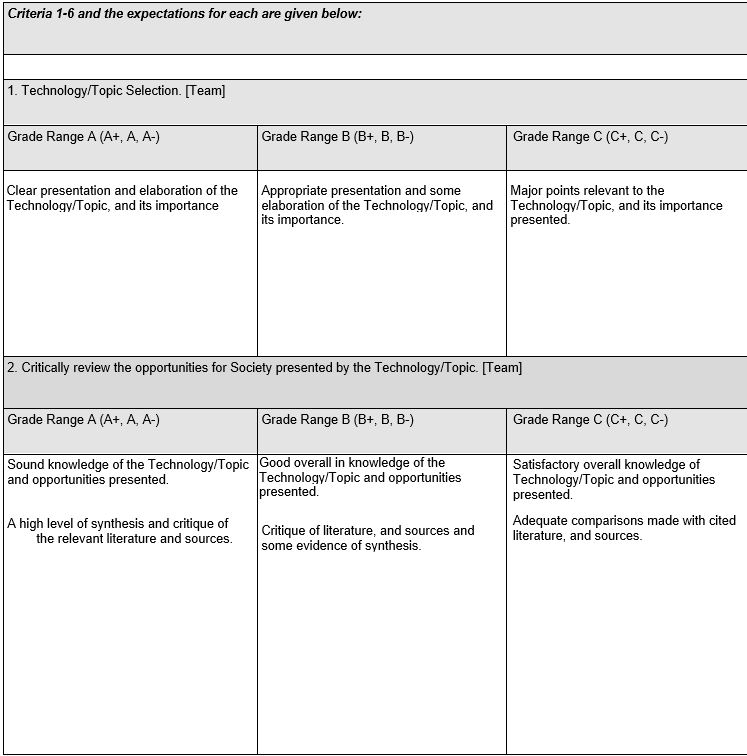 Criteria 1-6 and the expectations for each are given below:
1. Technology/Topic Selection. [Team]
Grade Range A (A+, A, A-)
Grade Range B (B+, B, B-)
Grade Range C (C+, C, C-)
Clear presentation and elaboration of the
Technology/Topic, and its importance
Appropriate presentation and some
elaboration of the Technology/Topic, and
its importance.
Major points relevant to the
Technology/Topic, and its importance
presented.
2. Critically review the opportunities for Society presented by the Technology/Topic. [Team]
Grade Range A (A+, A, A-)
Grade Range B (B+, B, B-)
Grade Range C (C+, C, C-)
Sound knowledge of the Technology/Topic
and opportunities presented.
A high level of synthesis and critique of
the relevant literature and sources.
Good overall in knowledge of the
Technology/Topic and opportunities
presented.
Critique of literature, and sources and
some evidence of synthesis.
Satisfactory overall knowledge of
Technology/Topic and opportunities
presented.
Adequate comparisons made with cited
literature, and sources.